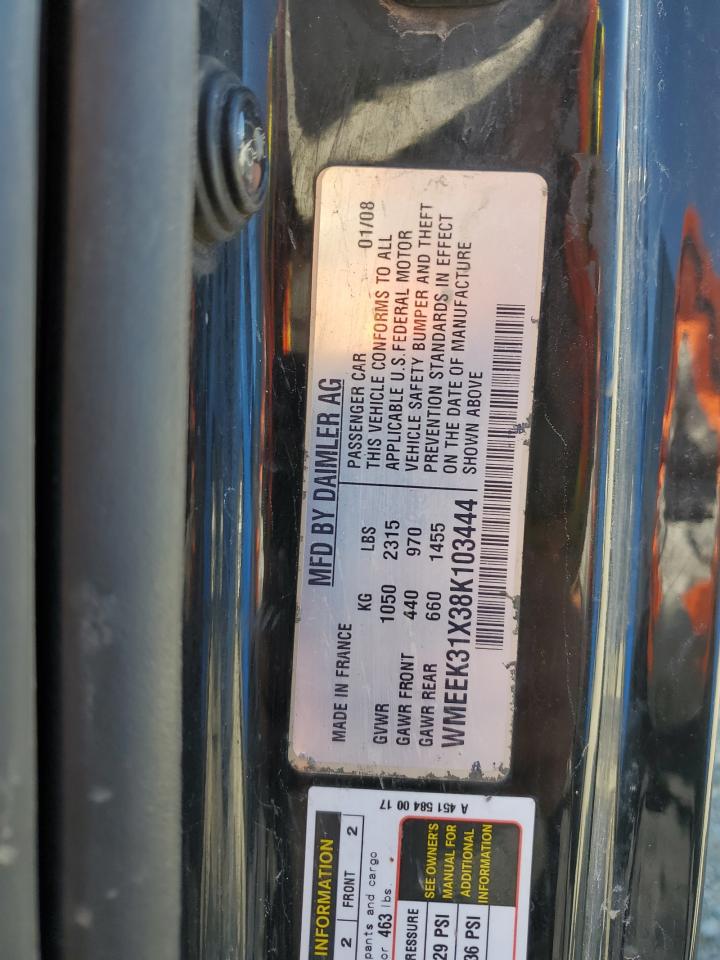 MFD BY DAIMLER AG
MADE IN FRANCE
KG LBS
GVWR 1050 2315
GAWR FRONT 440 970
GAWR REAR 660 1455
PASSENGER CAR 01/08
THIS VEHICLE CONFORMS TO ALL
APPLICABLE U.S.FEDERAL MOTOR
VEHICLE SAFETY BUMPER AND THEFT
PREVENTION STANDARDS IN EFFECT
ON THE DATE OF MANUFACTURE
SHOWN ABOVE
WMEEK31X38K103444
A 451 584 00 17
INFORMATION
2 FRONT 2
and cargo
or 463 lbs.
29 PSI
36 PSI
SEE OWNER'S
MANUAL FOR
ADDITIONAL
INFORMATION